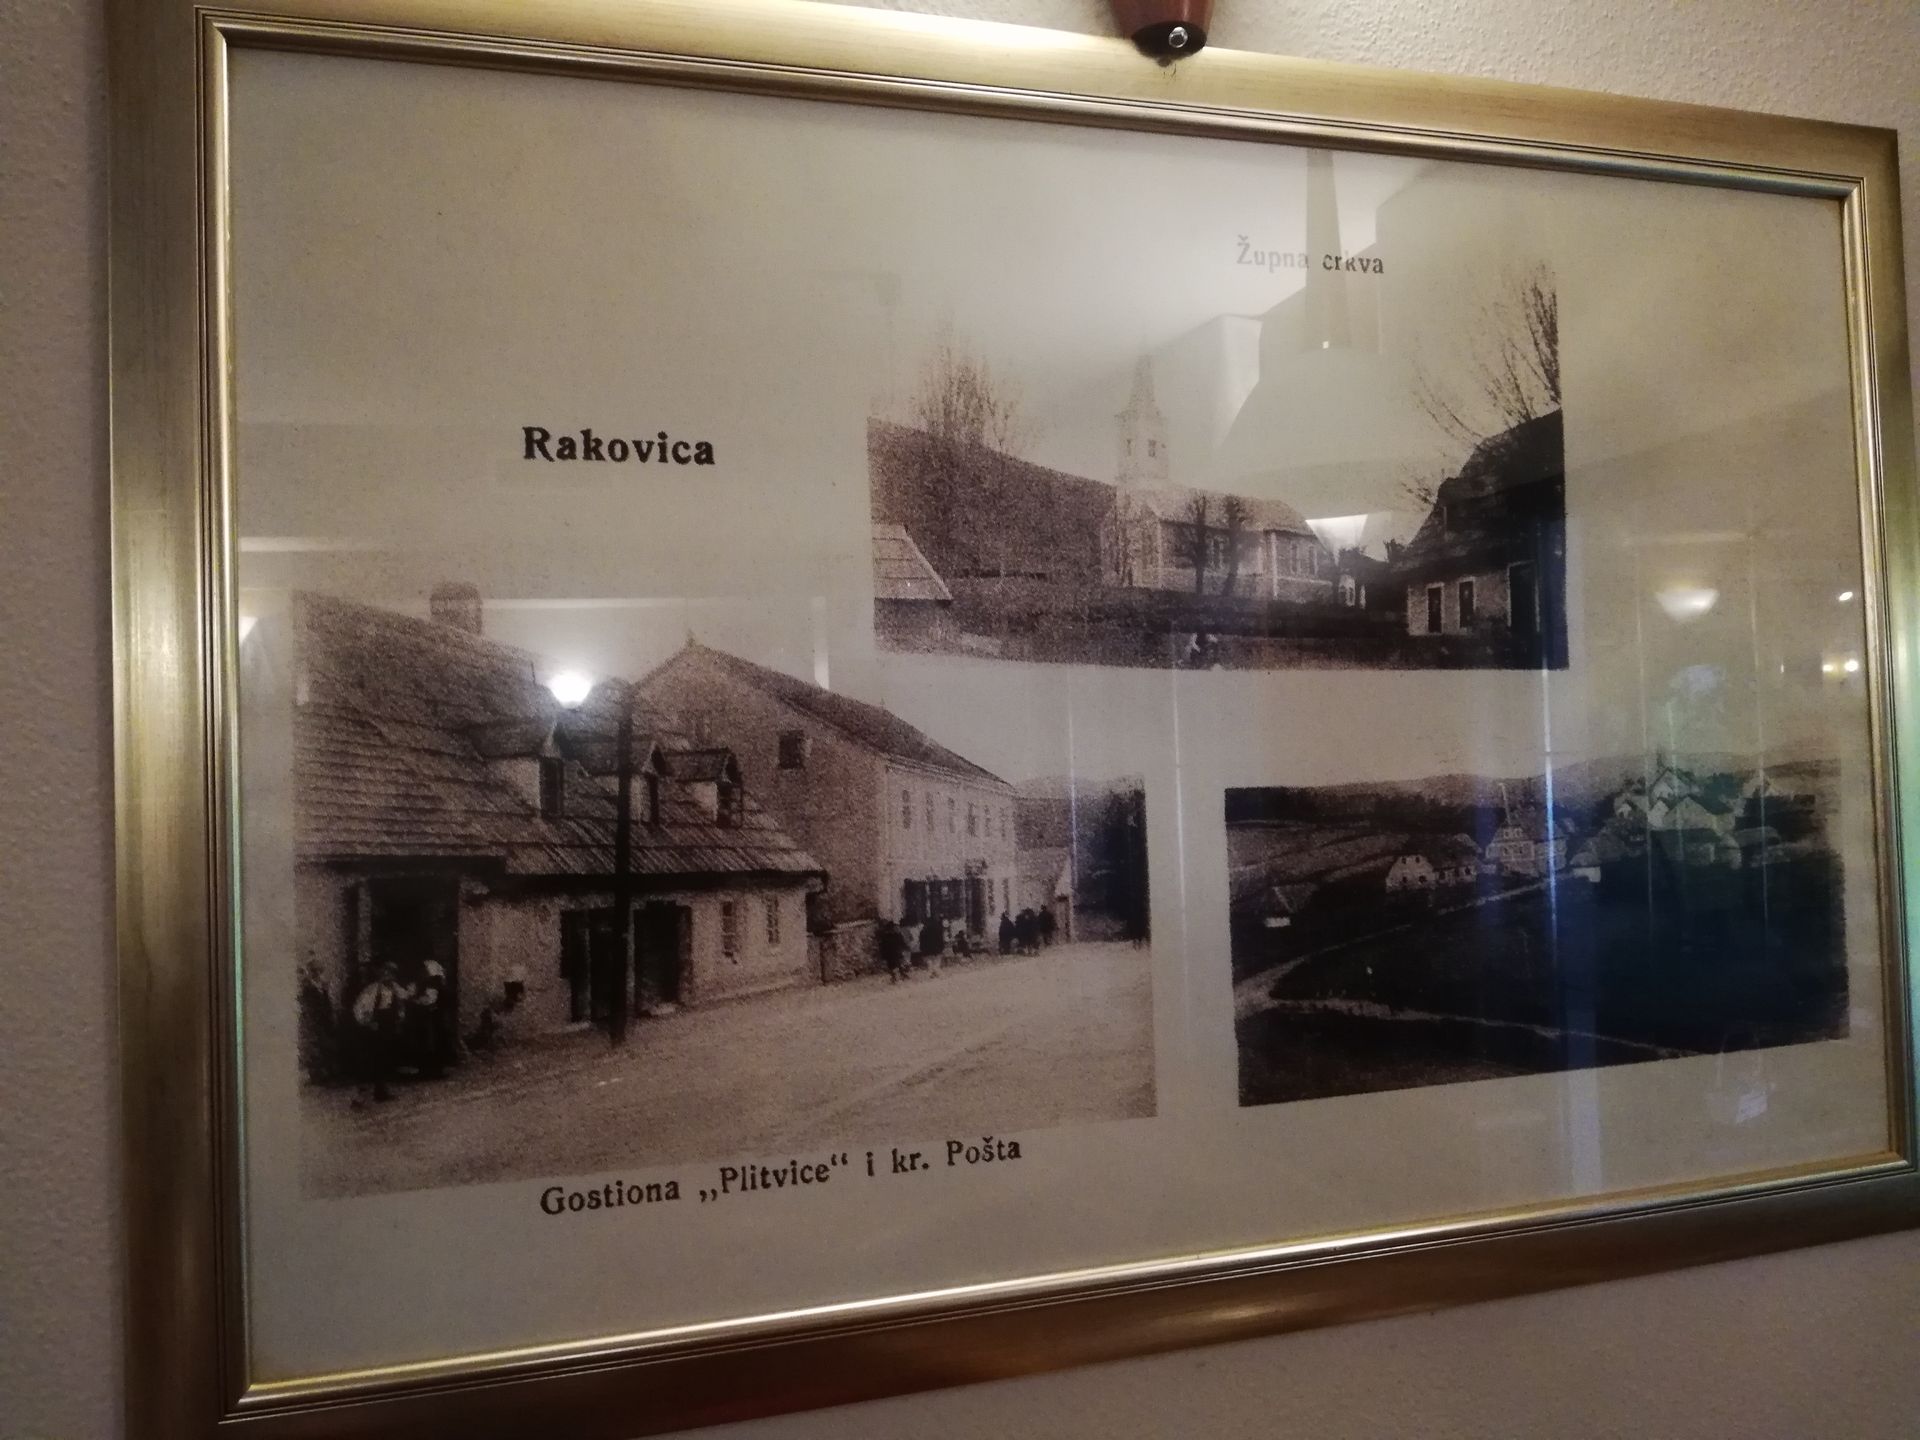 Župna crkva
Rakovica
Gostiona „Plitvice“ i kr. Pošta